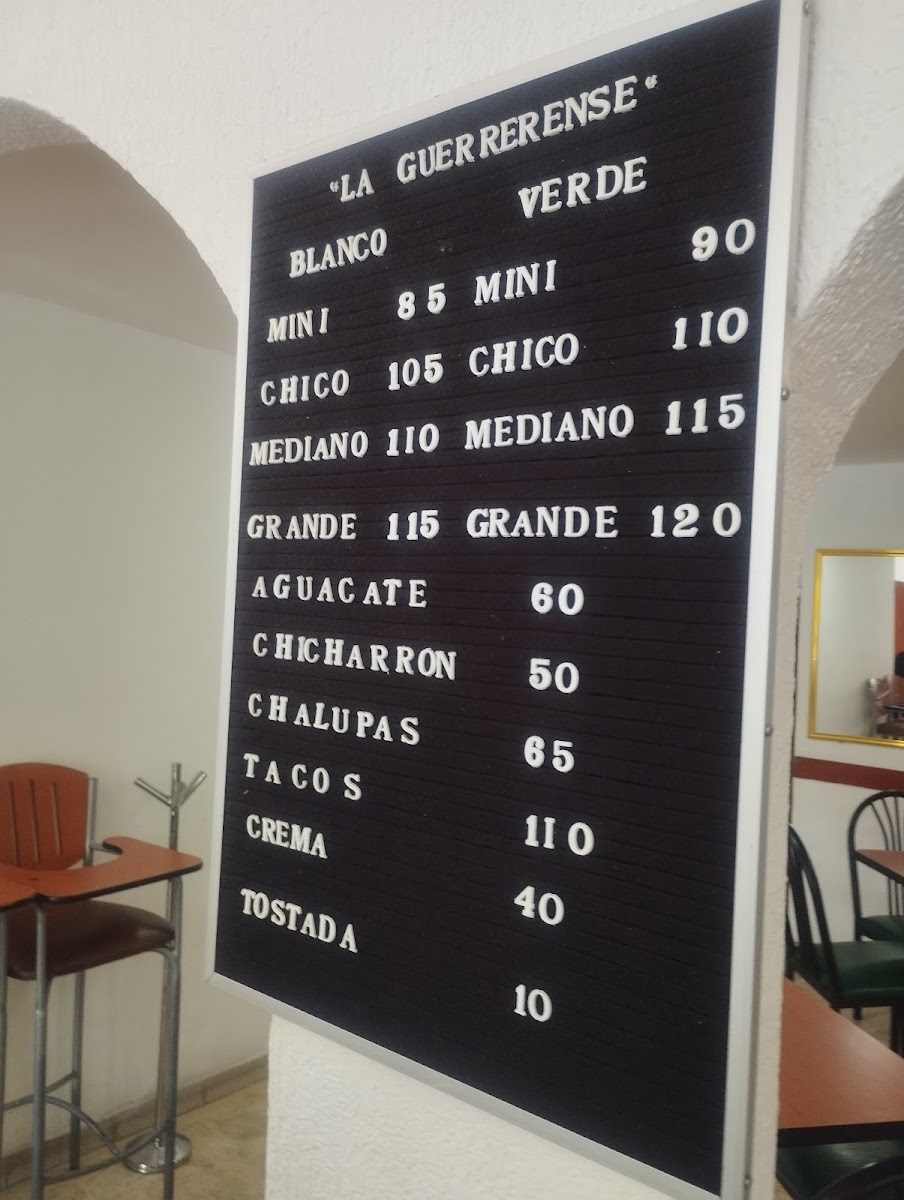 "LA GUERRERENSE"
BLANCO VERDE
MINI 85 MINI 90
CHICO 105 CHICO 110
MEDIANO 110 MEDIANO 115
GRANDE 115 GRANDE 120
AGUACATE 60
CHICHARRON 50
CHALUPAS 65
TACOS 110
CREMA 40
TOSTADA 10